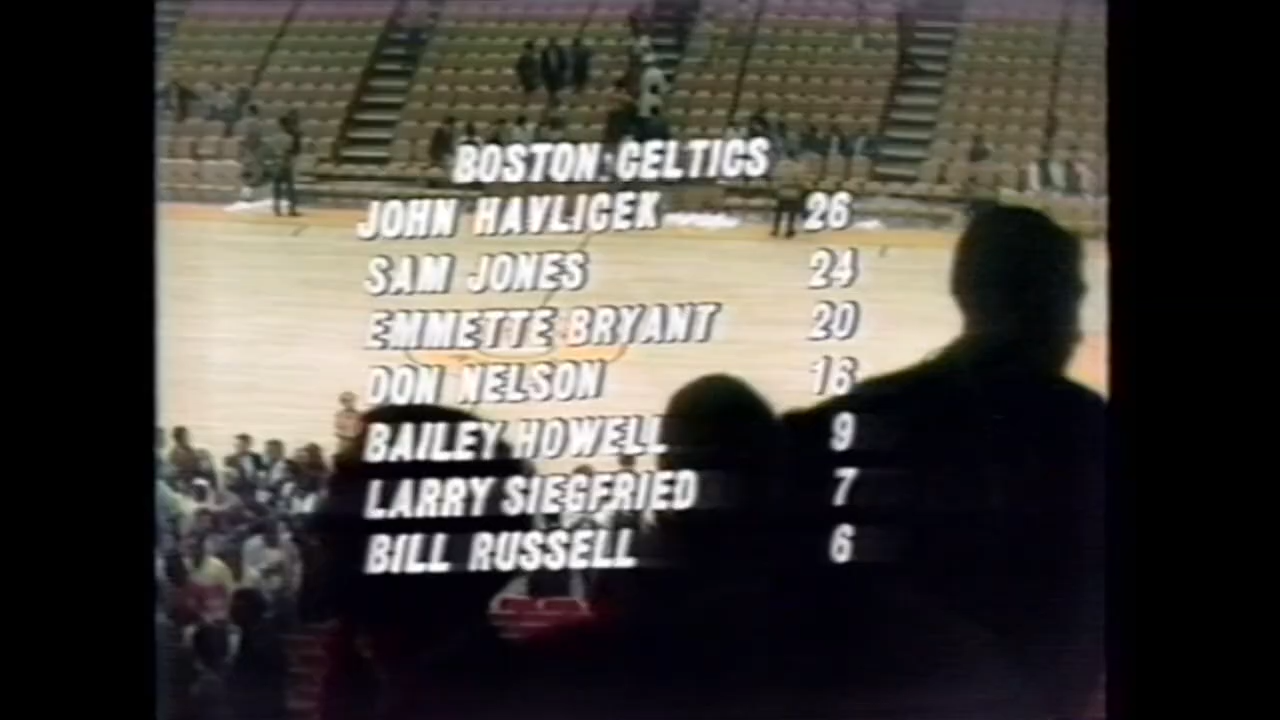 BOSTON CELTICS
JOHN HAVLICEK 26
SAM JONES 24
EMMETTE BRYANT 20
DON NELSON 16
BAILEY HOWELL 9
LARRY SIEGFRIED 7
BILL RUSSELL 6